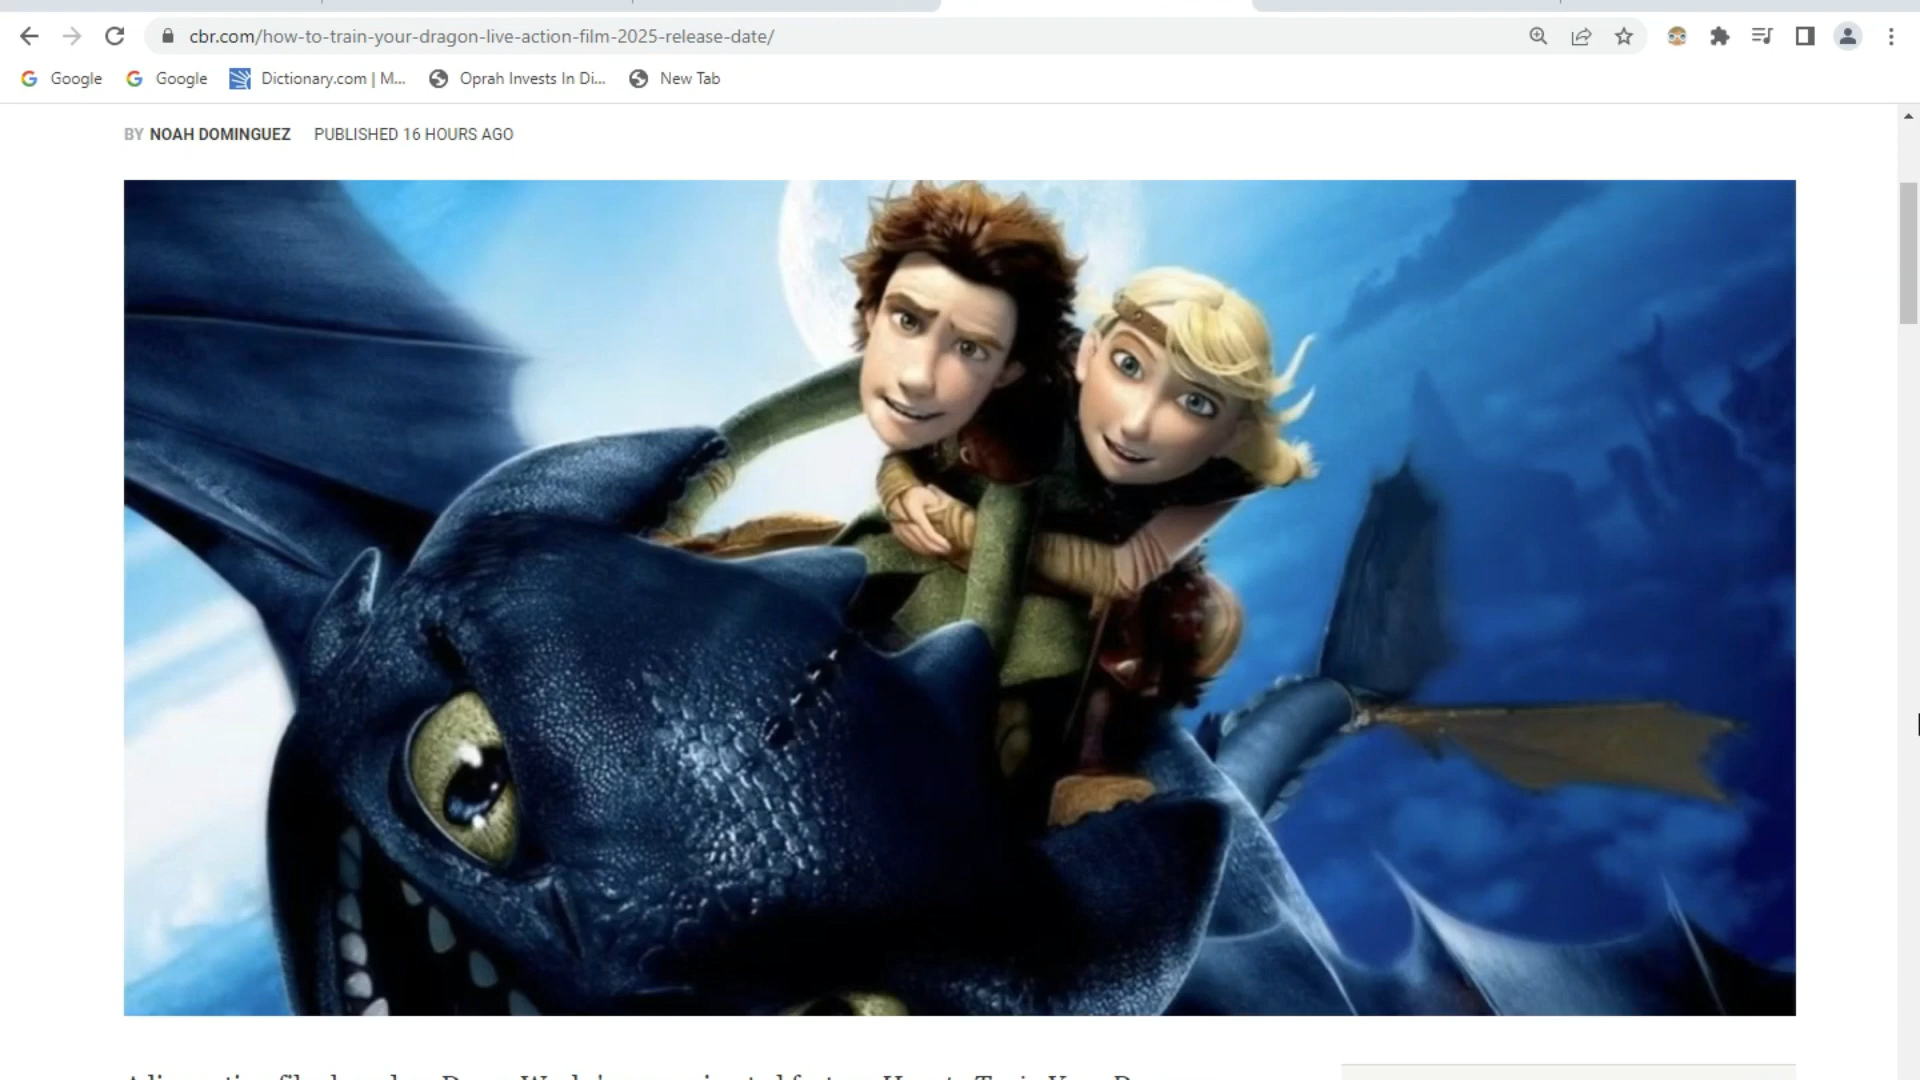 cbr.com/how-to-train-your-dragon-live-action-film-2025-release-date/
Google Google Dictionary.com | M... Oprah Invests In Di... New Tab
BY NOAH DOMINGUEZ PUBLISHED 16 HOURS AGO